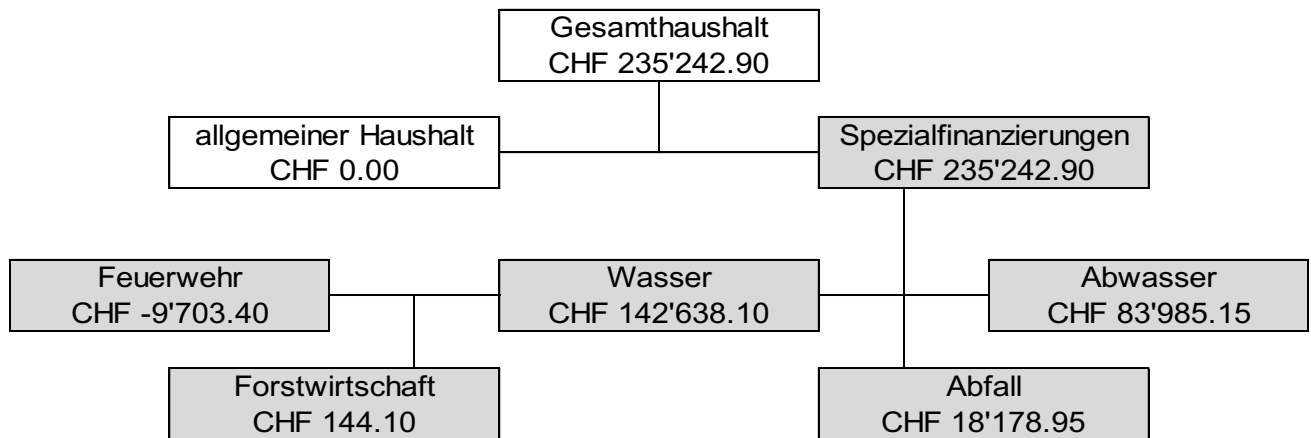 Gesamthaushalt
CHF 235'242.90
allgemeiner Haushalt
CHF 0.00
Spezialfinanzierungen
CHF 235'242.90
Feuerwehr
CHF -9'703.40
Wasser
CHF 142'638.10
Abwasser
CHF 83'985.15
Forstwirtschaft
CHF 144.10
Abfall
CHF 18'178.95